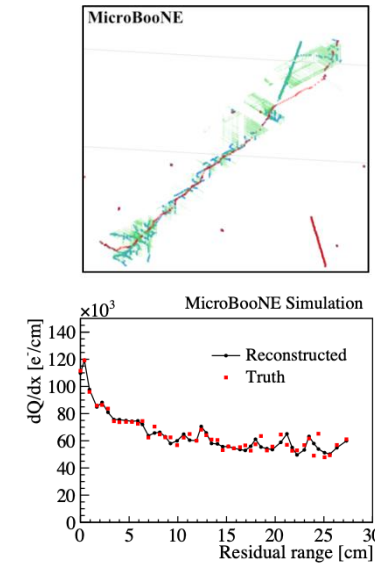 MicroBooNE
MicroBooNE Simulation
×10³
dQ/dx [e⁻/cm]
140
120
100
80
60
40
20
0
Reconstructed
Truth
0 5 10 15 20 25 30
Residual range [cm]